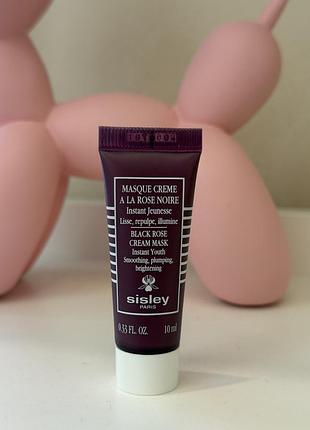 MASQUE CREME
A LA ROSE NOIRE
Instant Jeunesse
Lisse, repulpe, illumine
BLACK ROSE
CREAM MASK
Instant Youth
Smoothing, plumping,
brightening
sisley
PARIS
0.33 FL. OZ. 10 ml